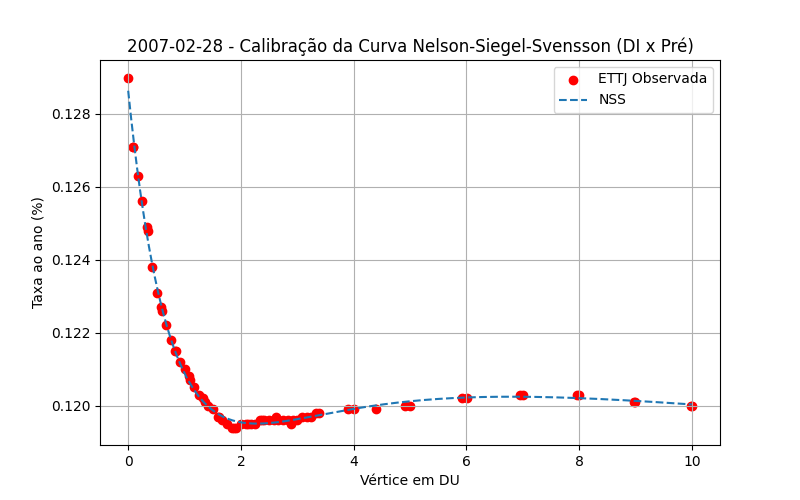 2007-02-28 - Calibração da Curva Nelson-Siegel-Svensson (DI x Pré)
ETTJ Observada
NSS
Taxa ao ano (%)
0.128
0.126
0.124
0.122
0.120
0 2 4 6 8 10
Vértice em DU